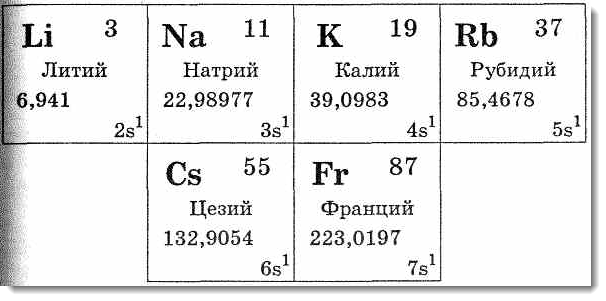 Li 3 Na 11 K 19 Rb 37
Литий Натрий Калий Рубидий
6,941 22,98977 39,0983 85,4678
2s¹ 3s¹ 4s¹ 5s¹
Cs 55 Fr 87
Цезий Франций
132,9054 223,0197
6s¹ 7s¹